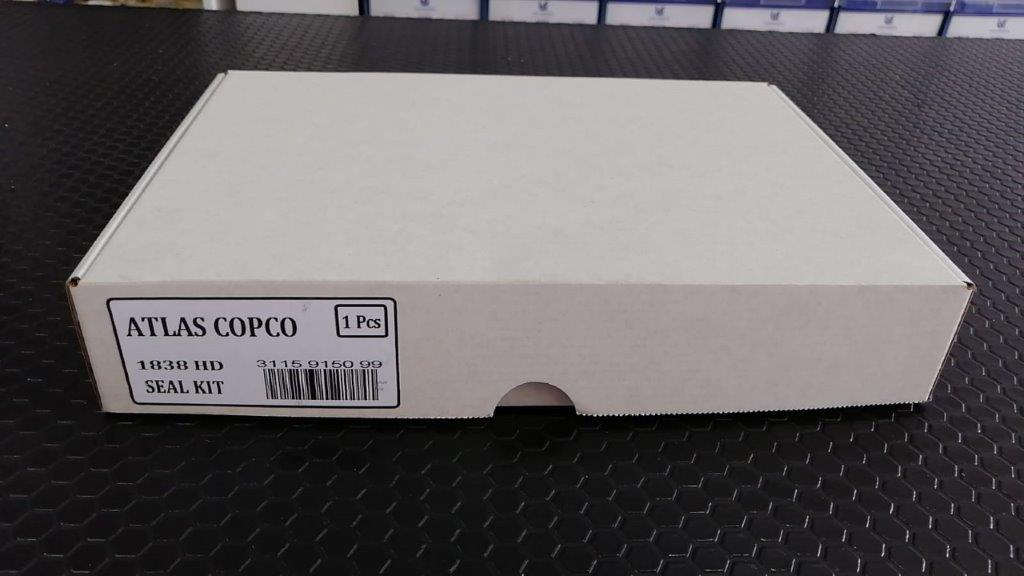 ATLAS COPCO
1 Pcs
1838 HD
3115 9150 99
SEAL KIT